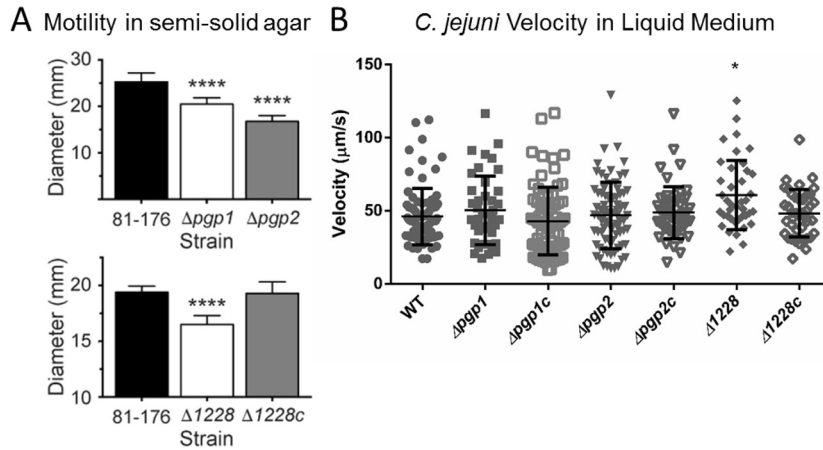 A Motility in semi-solid agar
30
20
10
Diameter (mm)
****
****
81-176 Δpgp1 Δpgp2
Strain
20
15
10
Diameter (mm)
****
81-176 Δ1228 Δ1228c
Strain
B C. jejuni Velocity in Liquid Medium
150
100
50
0
Velocity (μm/s)
*
WT Δpgp1 Δpgp1c Δpgp2 Δpgp2c Δ1228 Δ1228c